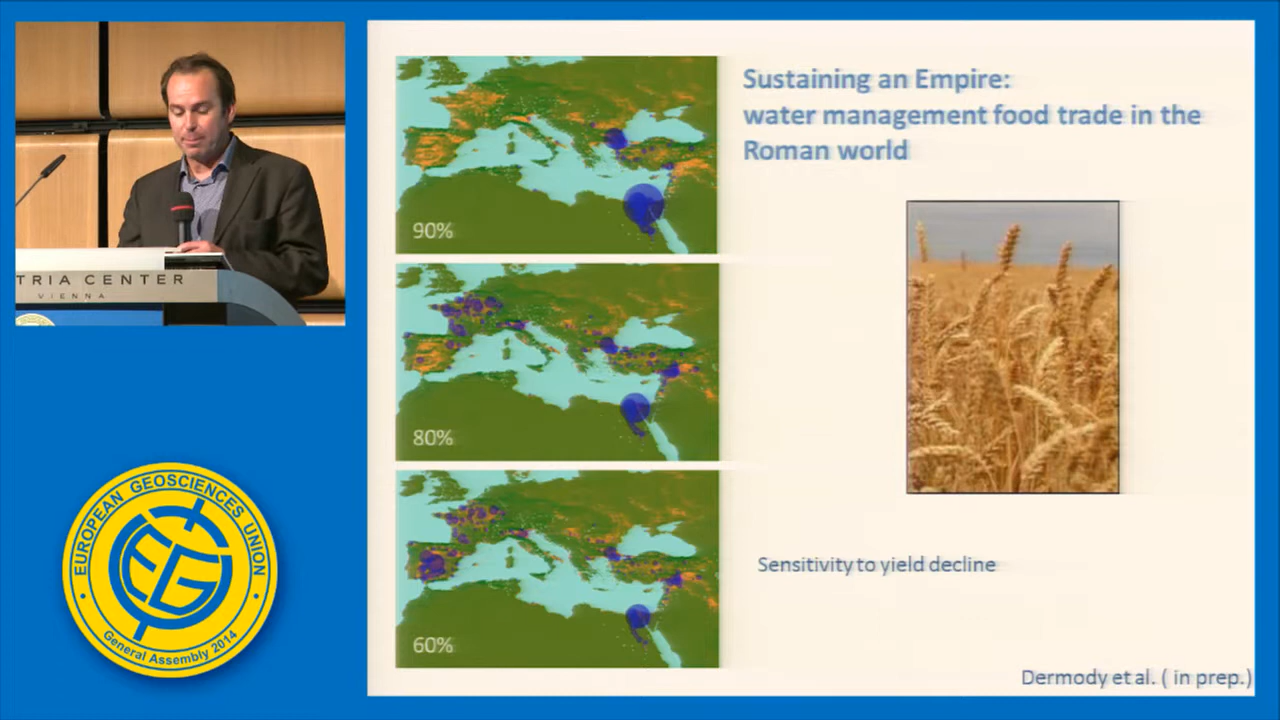 TRIA CENTER
VIENNA
EUROPEAN GEOSCIENCES UNION
EGU
General Assembly 2014
Sustaining an Empire:
water management food trade in the
Roman world
90%
80%
60%
Sensitivity to yield decline
Dermody et al. ( in prep.)